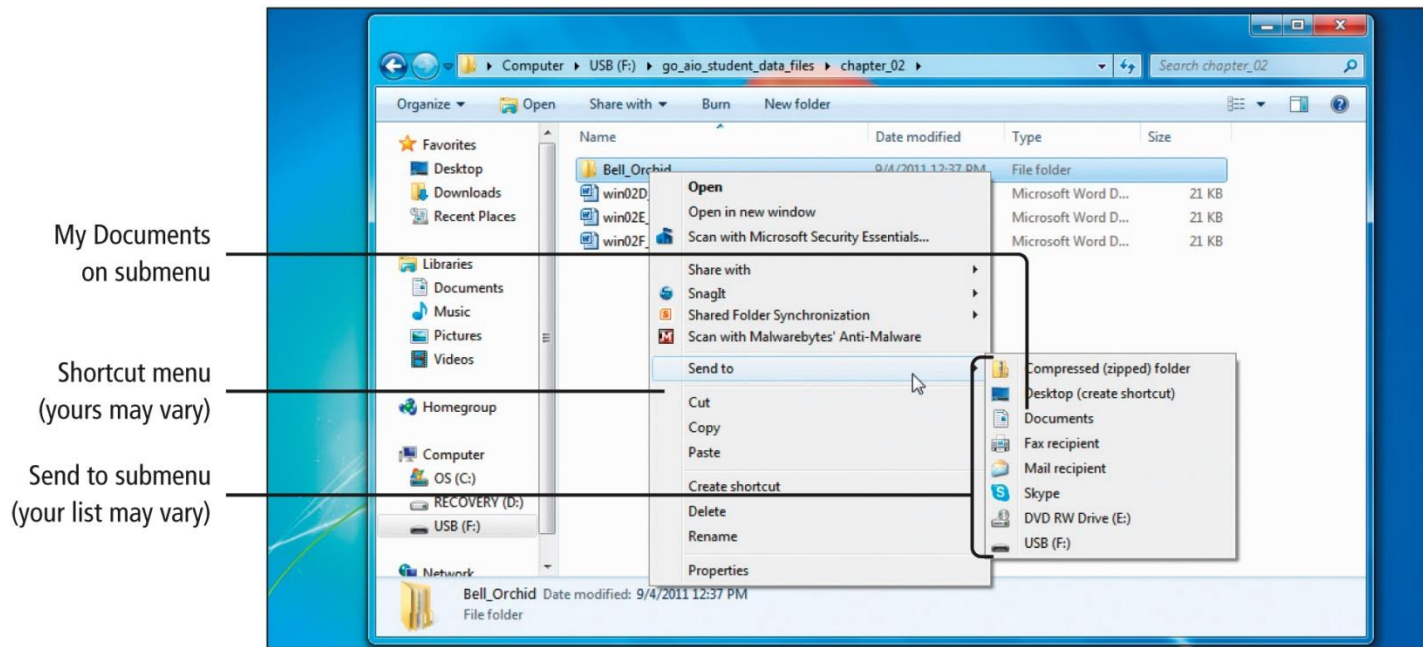 My Documents
on submenu
Shortcut menu
(yours may vary)
Send to submenu
(your list may vary)
Computer ▸ USB (F:) ▸ go_aio_student_data_files ▸ chapter_02 ▸
Search chapter_02
Organize Open Share with Burn New folder
Favorites
Desktop
Downloads
Recent Places
Libraries
Documents
Music
Pictures
Videos
Homegroup
Computer
OS (C:)
RECOVERY (D:)
USB (F:)
Network
Name Date modified Type Size
Bell_Orchid 9/4/2011 12:37 PM File folder
win02D_ Microsoft Word D... 21 KB
win02E_ Microsoft Word D... 21 KB
win02F_ Microsoft Word D... 21 KB
Open
Open in new window
Scan with Microsoft Security Essentials...
Share with
SnagIt
Shared Folder Synchronization
Scan with Malwarebytes' Anti-Malware
Send to
Cut
Copy
Paste
Create shortcut
Delete
Rename
Properties
Compressed (zipped) folder
Desktop (create shortcut)
Documents
Fax recipient
Mail recipient
Skype
DVD RW Drive (E:)
USB (F:)
Bell_Orchid Date modified: 9/4/2011 12:37 PM
File folder